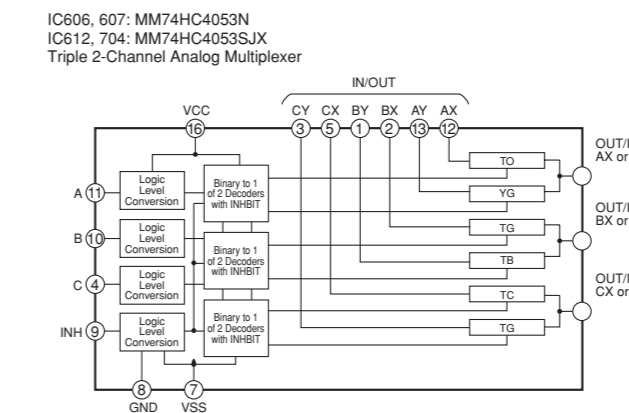 IC606, 607: MM74HC4053N
IC612, 704: MM74HC4053SJX
Triple 2-Channel Analog Multiplexer
IN/OUT
VCC CY CX BY BX AY AX
16 3 5 1 2 13 12
OUT/I
AX or
TO
Logic
Level
Conversion
Binary to 1
of 2 Decoders
with INHBIT
A 11
YG
OUT/I
BX or
TG
Logic
Level
Conversion
B 10
Binary to 1
of 2 Decoders
with INHBIT
TB
Logic
Level
Conversion
C 4
OUT/I
CX or
TC
Logic
Level
Conversion
INH 9
Binary to 1
of 2 Decoders
with INHBIT
TG
8 7
GND VSS